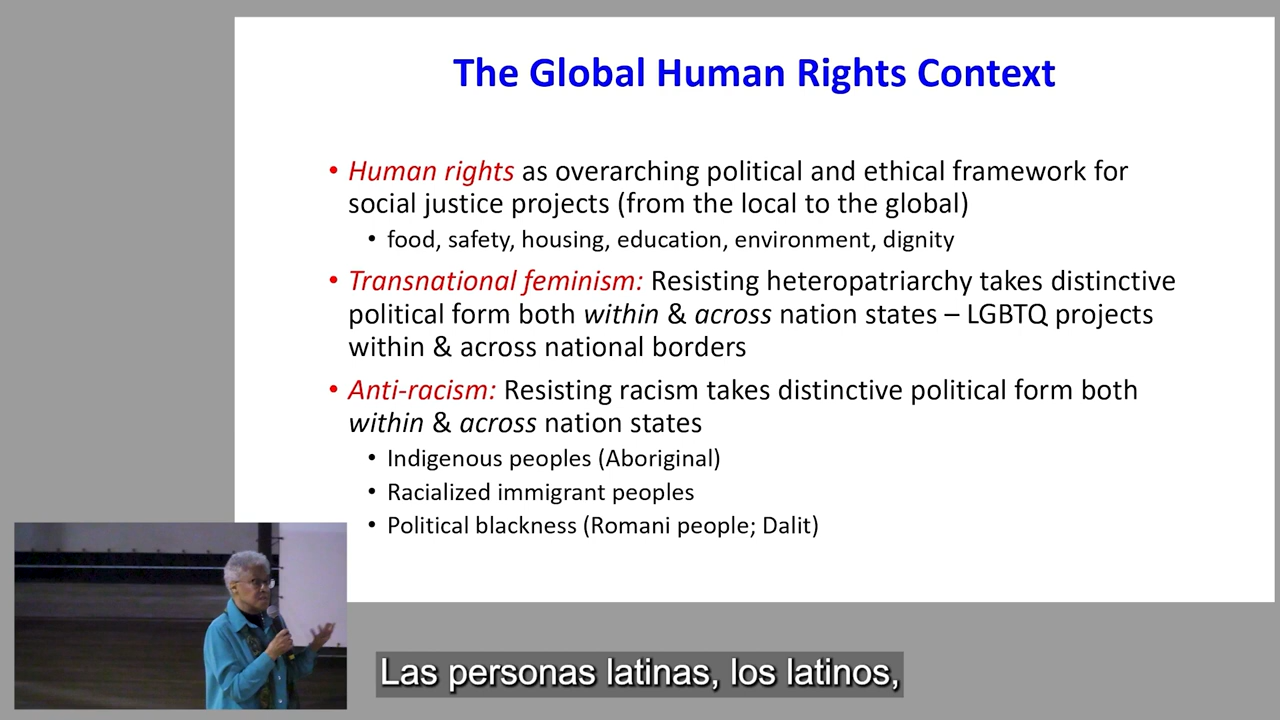 The Global Human Rights Context
• Human rights as overarching political and ethical framework for
social justice projects (from the local to the global)
• food, safety, housing, education, environment, dignity
• Transnational feminism: Resisting heteropatriarchy takes distinctive
political form both within & across nation states – LGBTQ projects
within & across national borders
• Anti-racism: Resisting racism takes distinctive political form both
within & across nation states
• Indigenous peoples (Aboriginal)
• Racialized immigrant peoples
• Political blackness (Romani people; Dalit)
Las personas latinas, los latinos,